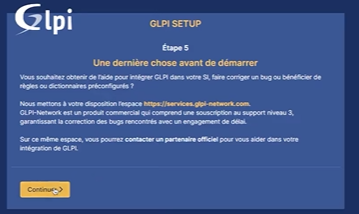 Glpi
GLPI SETUP
Étape 5
Une dernière chose avant de démarrer
Vous souhaitez obtenir de l'aide pour intégrer GLPI dans votre SI, faire corriger un bug ou bénéficier de
règles ou dictionnaires préconfigurés ?
Nous mettons à votre disposition l'espace https://services.glpi-network.com.
GLPI-Network est un produit commercial qui comprend une souscription au support niveau 3,
garantissant la correction des bugs rencontrés avec un engagement de délai.
Sur ce même espace, vous pourrez contacter un partenaire officiel pour vous aider dans votre
intégration de GLPI.
Continuer >